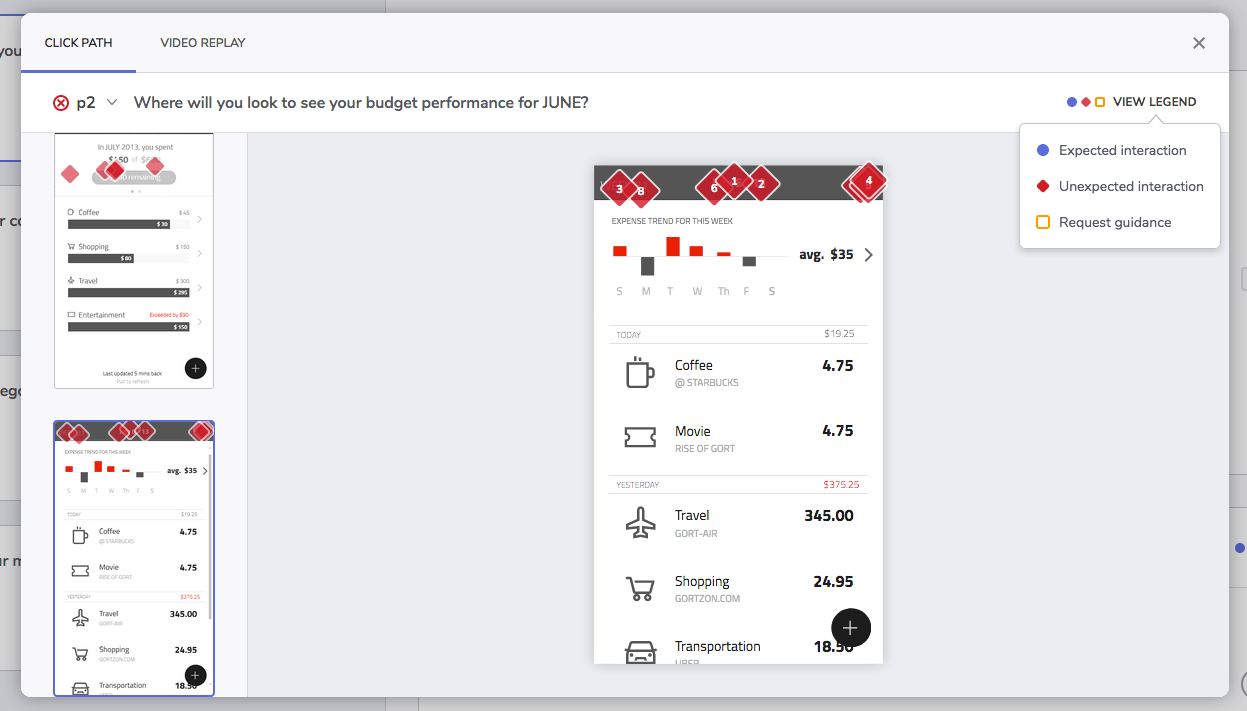 CLICK PATH VIDEO REPLAY
p2 Where will you look to see your budget performance for JUNE? VIEW LEGEND
Expected interaction
Unexpected interaction
Request guidance
In JULY 2013, you spent
remaining
Coffee $ 45
$ 30
Shopping $ 150
$ 80
Travel $ 300
$ 295
Entertainment Exceeded by $90
$ 150
Last updated 5 mins back
Pull to refresh
+
EXPENSE TREND FOR THIS WEEK
avg. $35
S M T W Th F S
TODAY $19.25
Coffee 4.75
@ STARBUCKS
Movie 4.75
RISE OF GORT
YESTERDAY $375.25
Travel 345.00
GORT-AIR
Shopping 24.95
GORTZON.COM
+
Transportation 18.50
3 8 6 1 2 4
EXPENSE TREND FOR THIS WEEK
avg. $35
S M T W Th F S
TODAY $19.25
Coffee 4.75
@ STARBUCKS
Movie 4.75
RISE OF GORT
YESTERDAY $375.25
Travel 345.00
GORT-AIR
Shopping 24.95
GORTZON.COM
+
Transportation 18.50
UBER